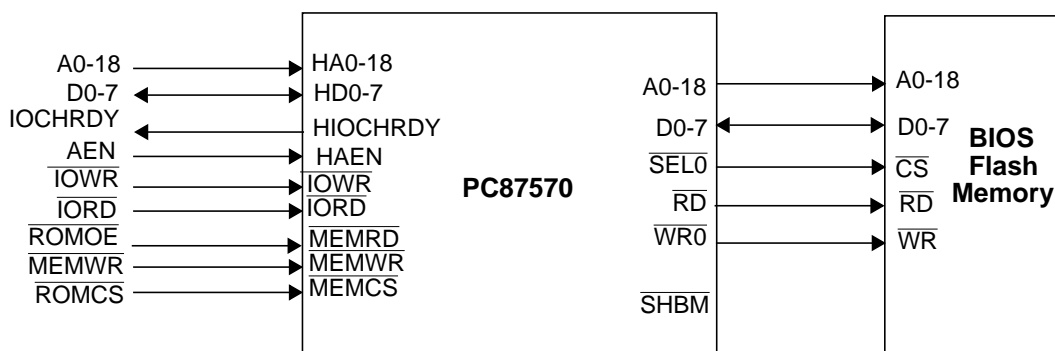 A0-18 HA0-18
D0-7 HD0-7
IOCHRDY HIOCHRDY
AEN HAEN
IOWR IOWR
IORD IORD
ROMOE MEMRD
MEMWR MEMWR
ROMCS MEMCS
PC87570
A0-18 A0-18
D0-7 D0-7
SEL0 CS
RD RD
WR0 WR
SHBM
BIOS
Flash
Memory